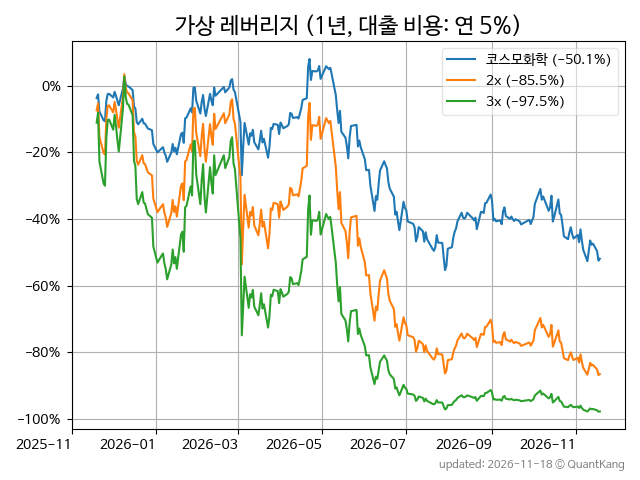 가상 레버리지 (1년, 대출 비용: 연 5%)
코스모화학 (−50.1%)
2x (−85.5%)
3x (−97.5%)
0%
−20%
−40%
−60%
−80%
−100%
2025-11 2026-01 2026-03 2026-05 2026-07 2026-09 2026-11
updated: 2026-11-18 © QuantKang